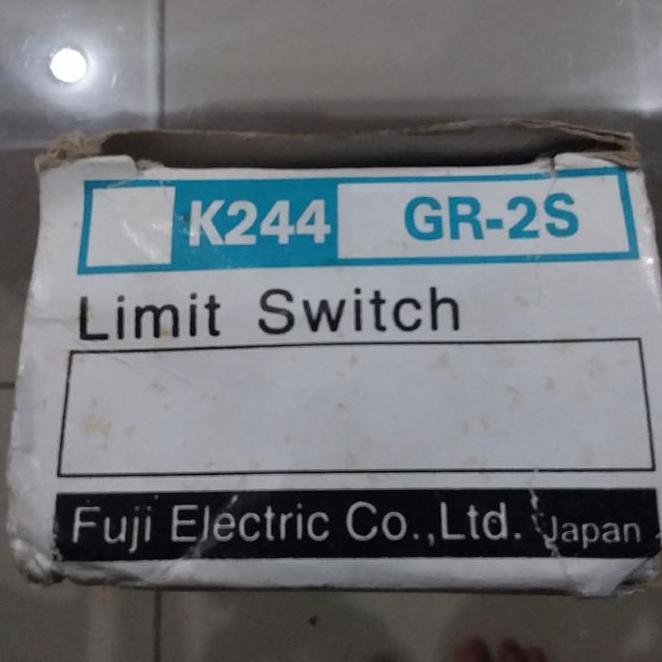 K244 GR-2S
Limit Switch
Fuji Electric Co.,Ltd. Japan